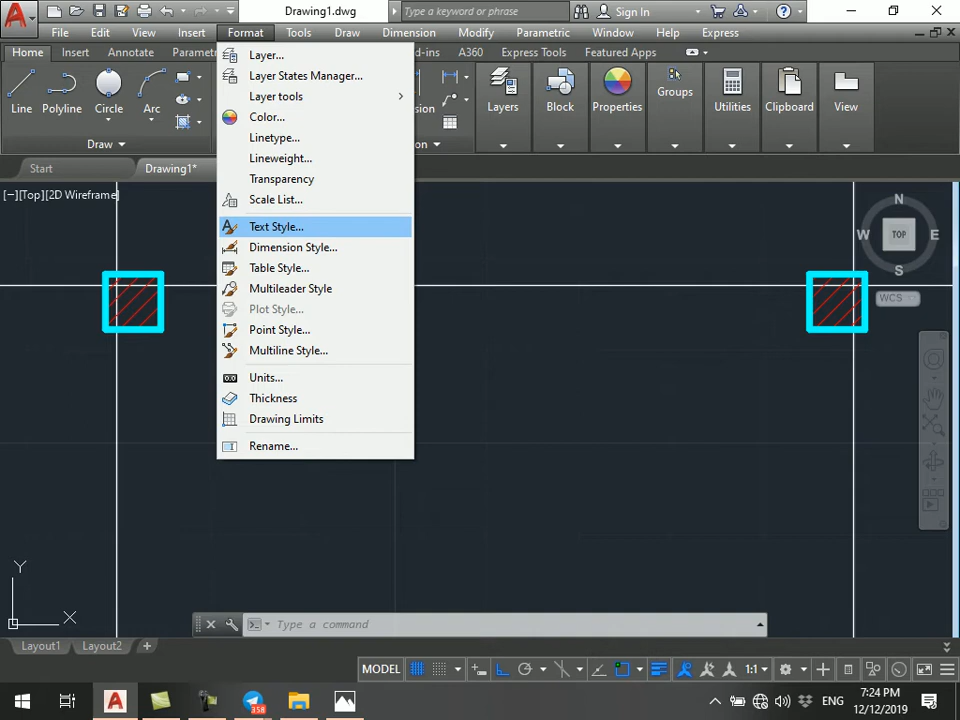 Drawing1.dwg
Type a keyword or phrase
Sign In
File Edit View Insert Format Tools Draw Dimension Modify Parametric Window Help Express
Home Insert Annotate Paramet
d-ins A360 Express Tools Featured Apps
Line Polyline Circle Arc
Layers Block Properties Groups Utilities Clipboard View
Draw
Start Drawing1*
[−][Top][2D Wireframe]
Layer...
Layer States Manager...
Layer tools
Color...
Linetype...
Lineweight...
Transparency
Scale List...
Text Style...
Dimension Style...
Table Style...
Multileader Style
Plot Style...
Point Style...
Multiline Style...
Units...
Thickness
Drawing Limits
Rename...
N
W TOP E
S
WCS
Y
X
Type a command
Layout1 Layout2 +
MODEL 1:1
358
ENG
7:24 PM
12/12/2019